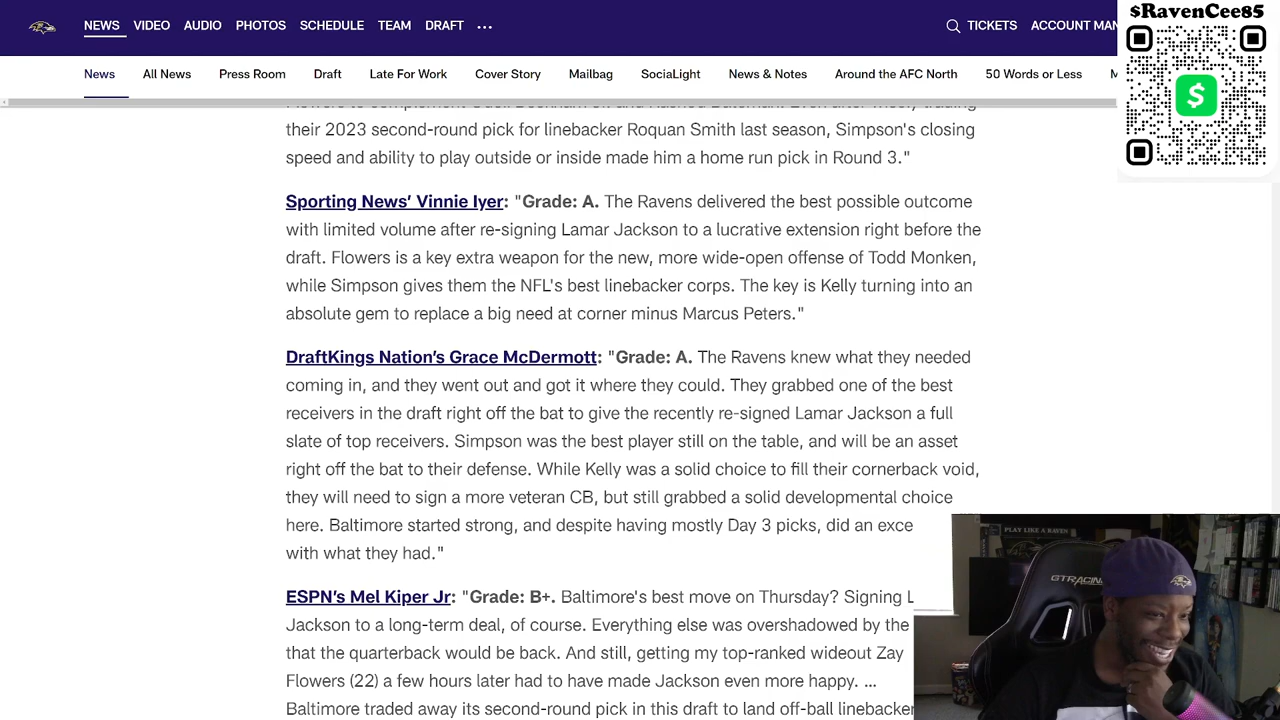 $RavenCee85
NEWS VIDEO AUDIO PHOTOS SCHEDULE TEAM DRAFT ... TICKETS ACCOUNT MAN
News All News Press Room Draft Late For Work Cover Story Mailbag SociaLight News & Notes Around the AFC North 50 Words or Less M
their 2023 second-round pick for linebacker Roquan Smith last season, Simpson's closing
speed and ability to play outside or inside made him a home run pick in Round 3."
Sporting News' Vinnie Iyer: "Grade: A. The Ravens delivered the best possible outcome
with limited volume after re-signing Lamar Jackson to a lucrative extension right before the
draft. Flowers is a key extra weapon for the new, more wide-open offense of Todd Monken,
while Simpson gives them the NFL's best linebacker corps. The key is Kelly turning into an
absolute gem to replace a big need at corner minus Marcus Peters."
DraftKings Nation's Grace McDermott: "Grade: A. The Ravens knew what they needed
coming in, and they went out and got it where they could. They grabbed one of the best
receivers in the draft right off the bat to give the recently re-signed Lamar Jackson a full
slate of top receivers. Simpson was the best player still on the table, and will be an asset
right off the bat to their defense. While Kelly was a solid choice to fill their cornerback void,
they will need to sign a more veteran CB, but still grabbed a solid developmental choice
here. Baltimore started strong, and despite having mostly Day 3 picks, did an exce
with what they had."
ESPN's Mel Kiper Jr: "Grade: B+. Baltimore's best move on Thursday? Signing L
Jackson to a long-term deal, of course. Everything else was overshadowed by the
that the quarterback would be back. And still, getting my top-ranked wideout Zay
Flowers (22) a few hours later had to have made Jackson even more happy. ...
Baltimore traded away its second-round pick in this draft to land off-ball linebacker
PLAY LIKE A RAVEN
GTRACING